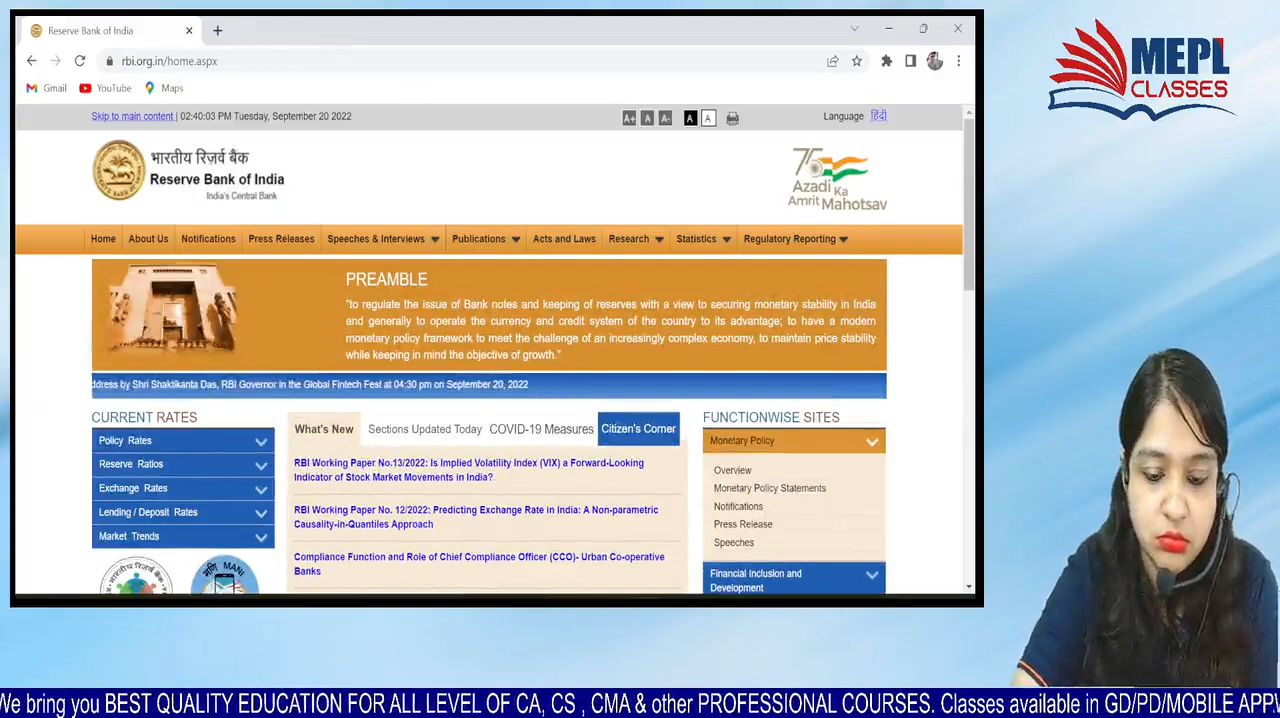 Reserve Bank of India
rbi.org.in/home.aspx
Gmail YouTube Maps
Skip to main content | 02:40:03 PM Tuesday, September 20 2022 A+ A A- A A Language हिंदी
भारतीय रिज़र्व बैंक
Reserve Bank of India
India's Central Bank
75
Azadi Ka
Amrit Mahotsav
Home About Us Notifications Press Releases Speeches & Interviews Publications Acts and Laws Research Statistics Regulatory Reporting
PREAMBLE
"to regulate the issue of Bank notes and keeping of reserves with a view to securing monetary stability in India
and generally to operate the currency and credit system of the country to its advantage; to have a modern
monetary policy framework to meet the challenge of an increasingly complex economy, to maintain price stability
while keeping in mind the objective of growth."
ddress by Shri Shaktikanta Das, RBI Governor in the Global Fintech Fest at 04:30 pm on September 20, 2022
CURRENT RATES
Policy Rates
Reserve Ratios
Exchange Rates
Lending / Deposit Rates
Market Trends
What's New Sections Updated Today COVID-19 Measures Citizen's Corner
RBI Working Paper No.13/2022: Is Implied Volatility Index (VIX) a Forward-Looking
Indicator of Stock Market Movements in India?
RBI Working Paper No. 12/2022: Predicting Exchange Rate in India: A Non-parametric
Causality-in-Quantiles Approach
Compliance Function and Role of Chief Compliance Officer (CCO)- Urban Co-operative
Banks
FUNCTIONWISE SITES
Monetary Policy
Overview
Monetary Policy Statements
Notifications
Press Release
Speeches
Financial Inclusion and
Development
MANI
MEPL
CLASSES
We bring you BEST QUALITY EDUCATION FOR ALL LEVEL OF CA, CS , CMA & other PROFESSIONAL COURSES. Classes available in GD/PD/MOBILE APP.